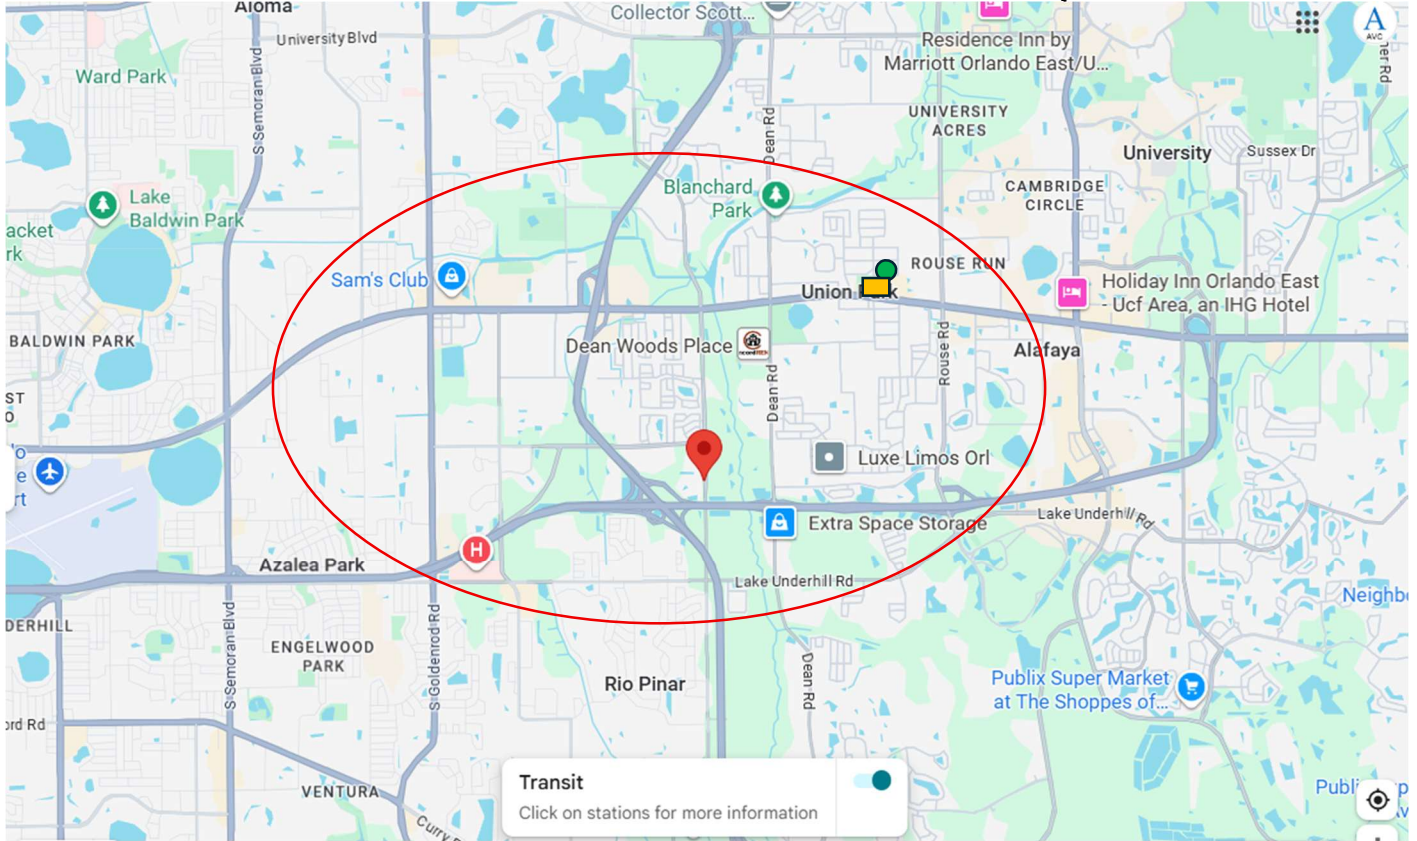 Aloma
Collector Scott...
University Blvd
Residence Inn by
Marriott Orlando East/U...
A
AVC
Ward Park
S Semoran Blvd
Dean Rd
UNIVERSITY
ACRES
University
Sussex Dr
Lake
Baldwin Park
Blanchard
Park
CAMBRIDGE
CIRCLE
acket
rk
Sam's Club
ROUSE RUN
Union
Holiday Inn Orlando East
- Ucf Area, an IHG Hotel
BALDWIN PARK
Dean Woods Place
Rouse Rd
Alafaya
Dean Rd
ST
O
Luxe Limos Orl
e
rt
Extra Space Storage
Lake Underhill Rd
H
Azalea Park
Lake Underhill Rd
DERHILL
Neighb
ENGELWOOD
PARK
S Semoran Blvd
S Goldenrod Rd
Rio Pinar
Dean Rd
Publix Super Market
at The Shoppes of...
ord Rd
VENTURA
Transit
Click on stations for more information
Publi